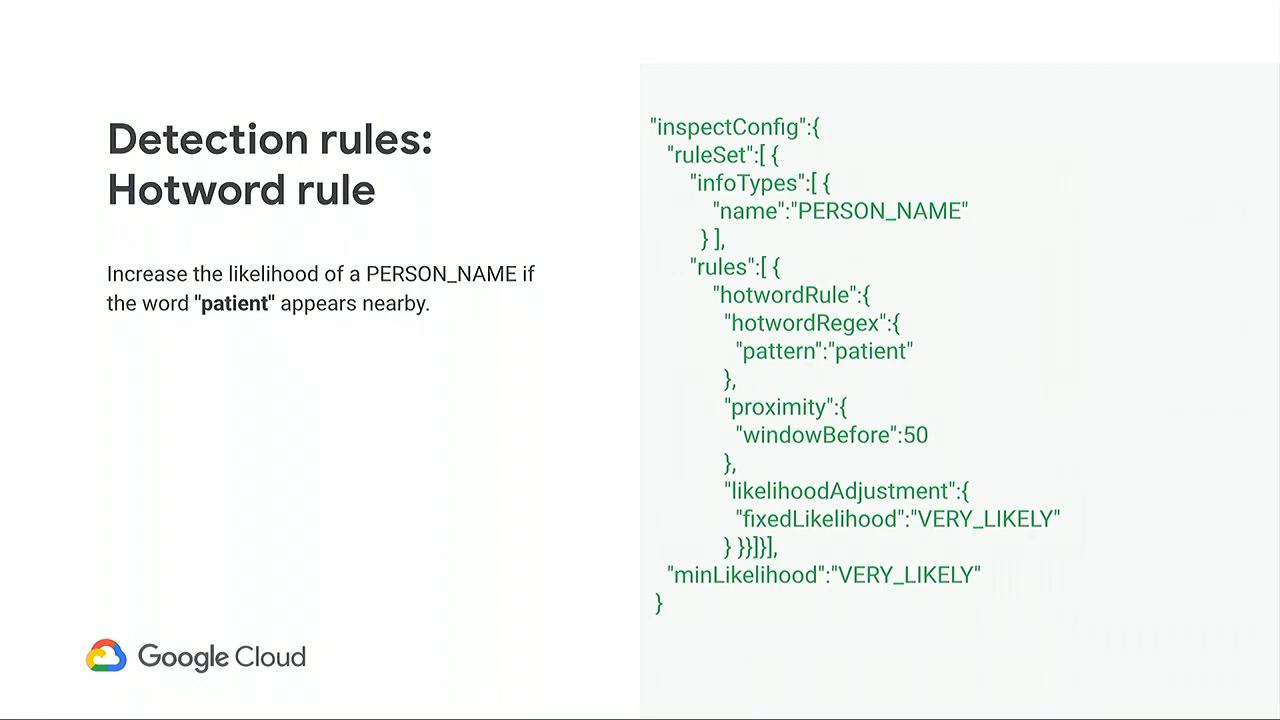 Detection rules:
Hotword rule
Increase the likelihood of a PERSON_NAME if
the word "patient" appears nearby.
"inspectConfig":{
"ruleSet":[ {
"infoTypes":[ {
"name":"PERSON_NAME"
} ],
"rules":[ {
"hotwordRule":{
"hotwordRegex":{
"pattern":"patient"
},
"proximity":{
"windowBefore":50
},
"likelihoodAdjustment":{
"fixedLikelihood":"VERY_LIKELY"
} }}]}],
"minLikelihood":"VERY_LIKELY"
}
Google Cloud